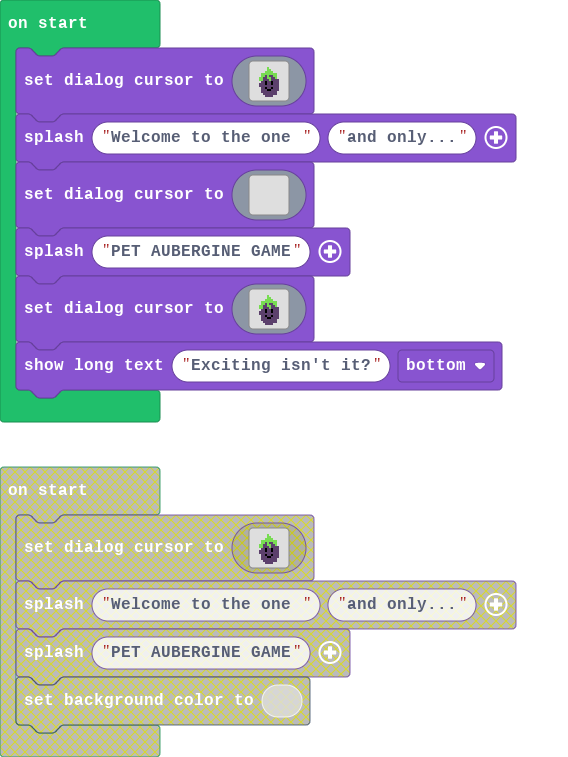 on start
set dialog cursor to
splash "Welcome to the one " "and only..."
set dialog cursor to
splash "PET AUBERGINE GAME"
set dialog cursor to
show long text "Exciting isn't it?" bottom
on start
set dialog cursor to
splash "Welcome to the one " "and only..."
splash "PET AUBERGINE GAME"
set background color to